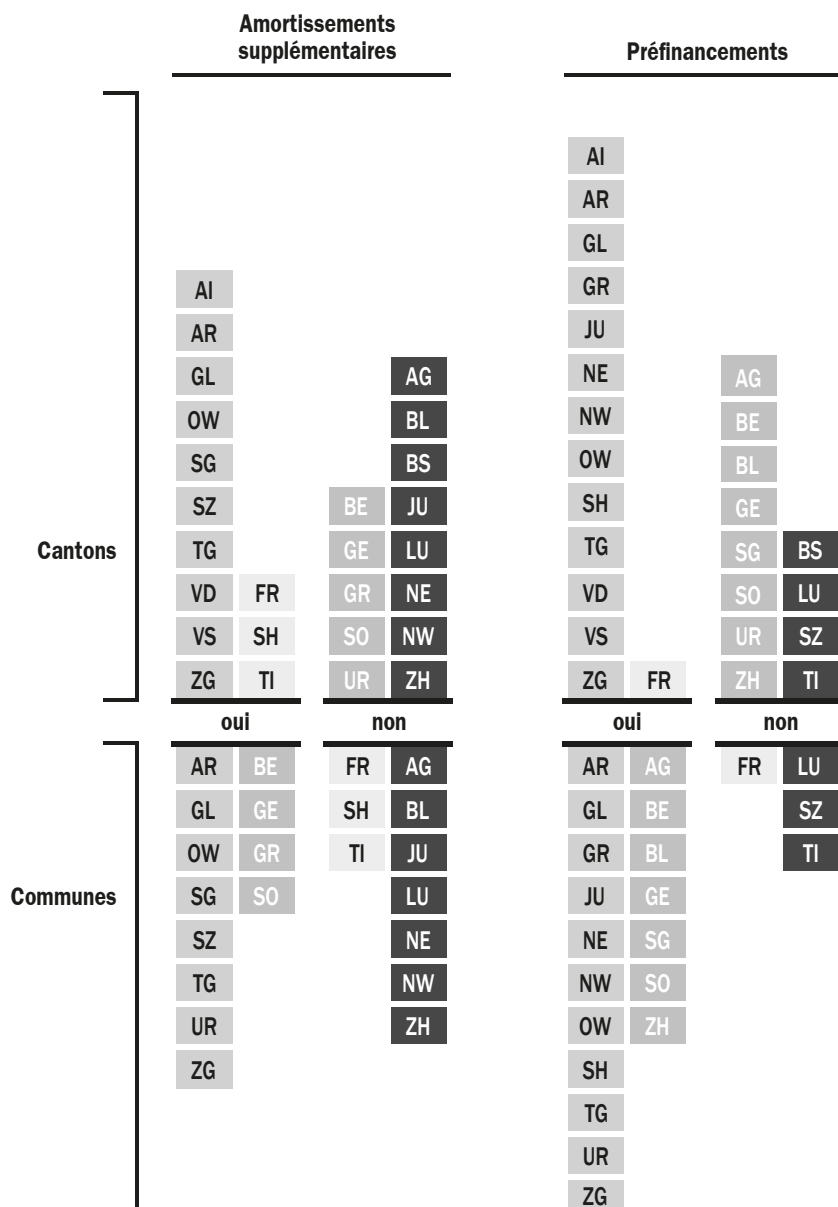 Amortissements
supplémentaires
Préfinancements
AI
AR
GL
GR
AI
JU
AR
GL AG NE AG
OW BL NW BE
SG BS OW BL
SZ BE JU SH GE
Cantons TG GE LU TG SG BS
VD FR GR NE VD SO LU
VS SH SO NW VS UR SZ
ZG TI UR ZH ZG FR ZH TI
oui non oui non
AR BE FR AG AR AG FR LU
GL GE SH BL GL BE SZ
OW GR TI JU GR BL TI
Communes SG SO LU JU GE
SZ NE NE SG
TG NW NW SO
UR ZH OW ZH
ZG SH
TG
UR
ZG